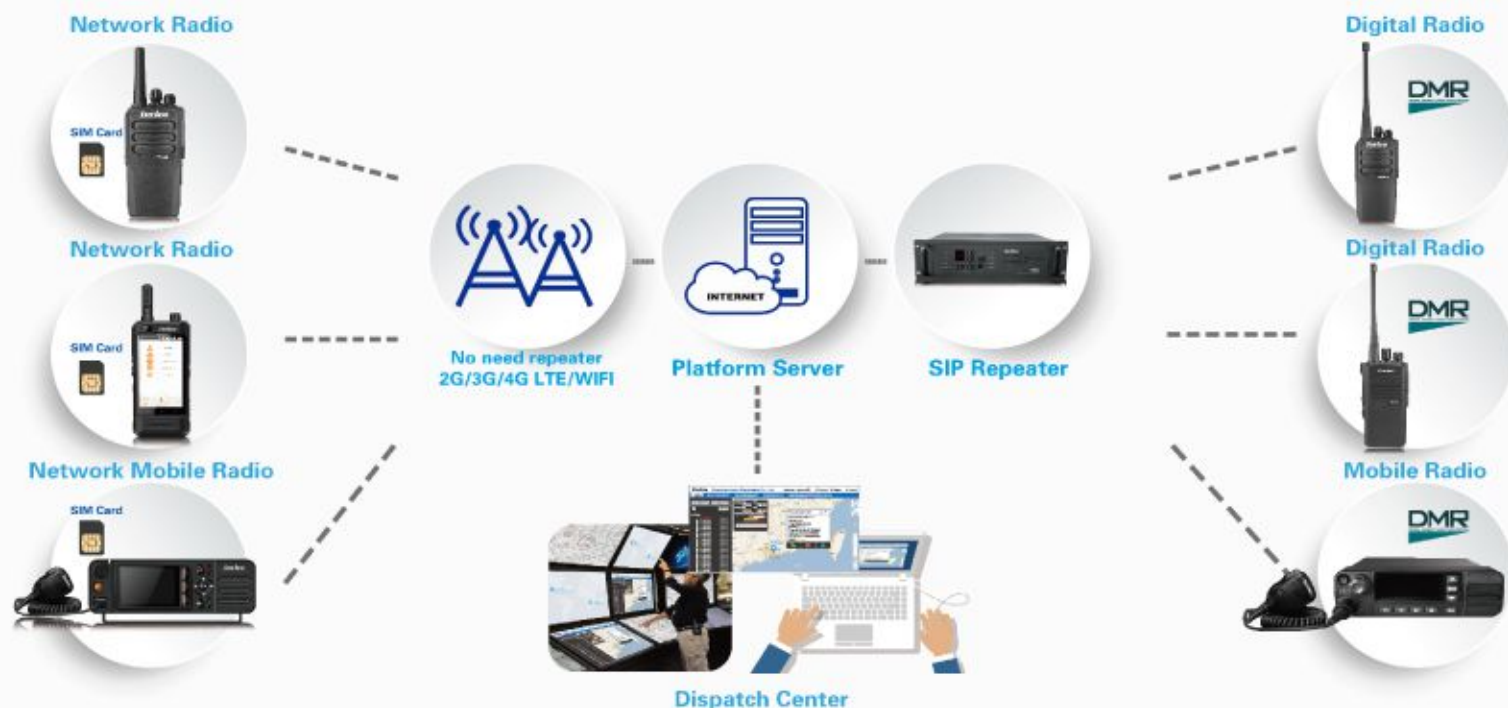 Network Radio
SIM Card
Network Radio
SIM Card
Network Mobile Radio
SIM Card
No need repeater
2G/3G/4G LTE/WIFI
INTERNET
Platform Server
SIP Repeater
Dispatch Center
Digital Radio
DMR
Digital Radio
DMR
Mobile Radio
DMR